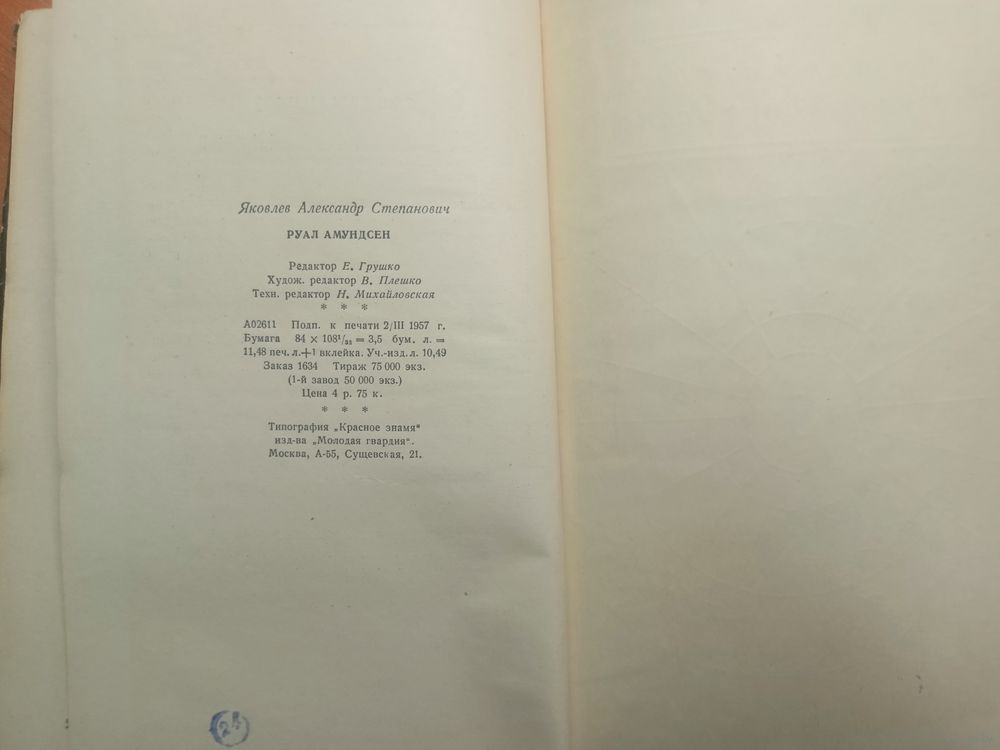 Яковлев Александр Степанович
РУАЛ АМУНДСЕН
Редактор Е. Грушко
Худож. редактор В. Плешко
Техн. редактор Н. Михайловская
* * *
А02611 Подп. к печати 2/III 1957 г.
Бумага 84 × 108¹/₃₂ = 3,5 бум. л. =
11,48 печ. л.+1 вклейка. Уч.-изд. л. 10,49
Заказ 1634 Тираж 75 000 экз.
(1-й завод 50 000 экз.)
Цена 4 р. 75 к.
* * *
Типография „Красное знамя“
изд-ва „Молодая гвардия“.
Москва, А-55, Сущевская, 21.
24